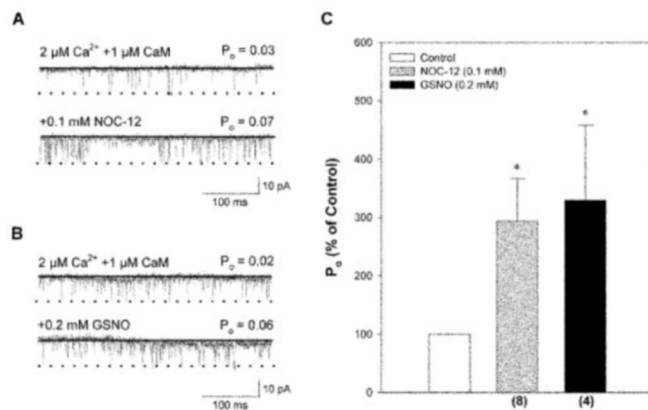 A
2 μM Ca²⁺ +1 μM CaM Pₒ = 0.03
+0.1 mM NOC-12 Pₒ = 0.07
10 pA
100 ms
B
2 μM Ca²⁺ +1 μM CaM Pₒ = 0.02
+0.2 mM GSNO Pₒ = 0.06
10 pA
100 ms
C
Pₒ (% of Control)
600
500
400
300
200
100
0
Control
NOC-12 (0.1 mM)
GSNO (0.2 mM)
*
*
(8)
(4)